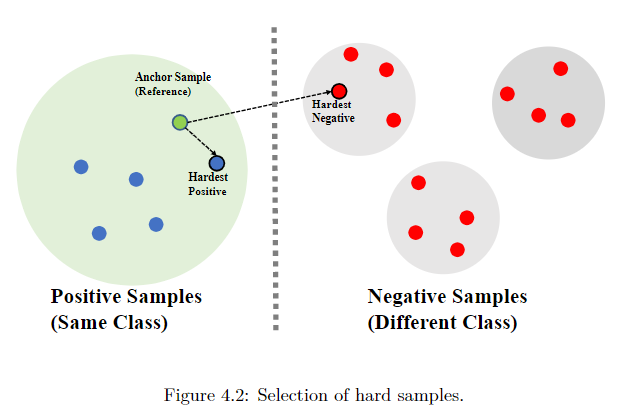 Anchor Sample
(Reference)
Hardest
Positive
Hardest
Negative
Positive Samples
(Same Class)
Negative Samples
(Different Class)
Figure 4.2: Selection of hard samples.